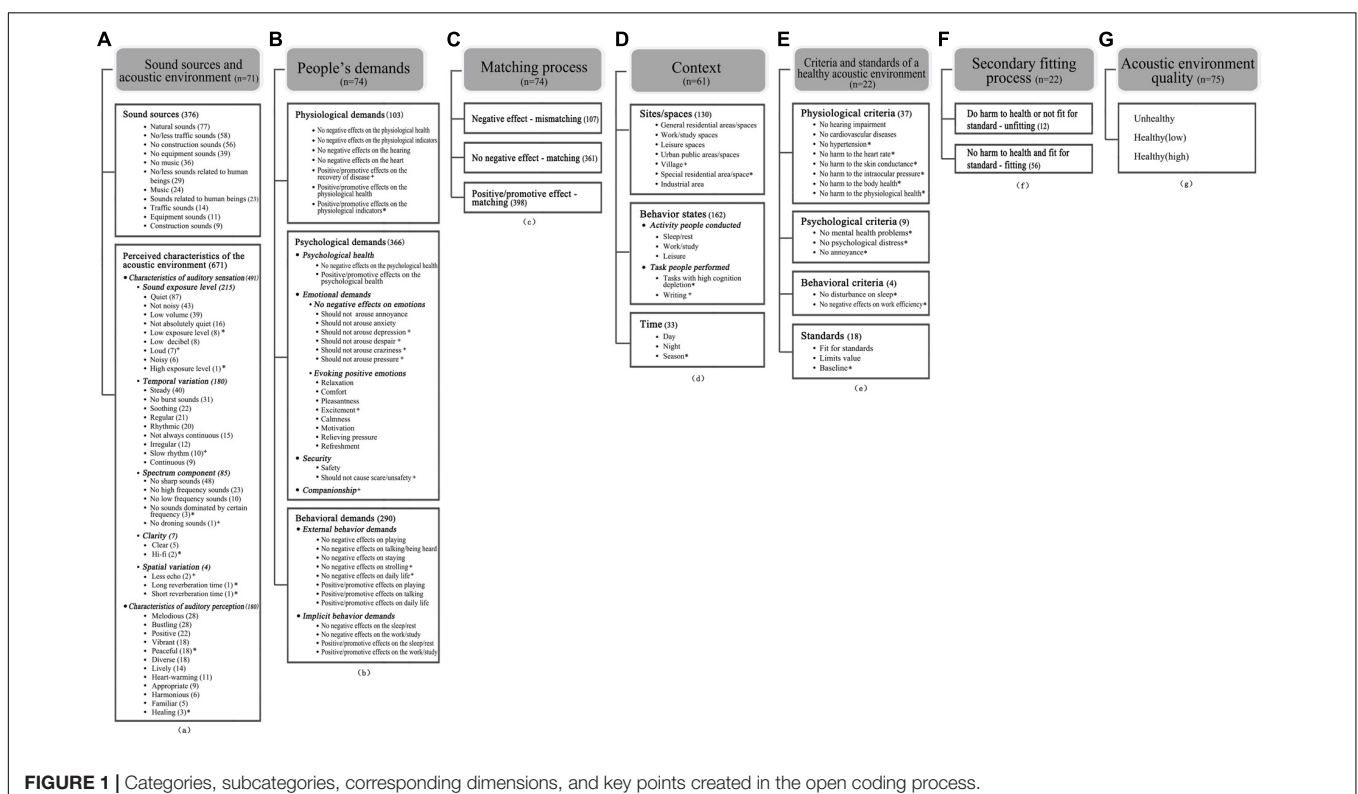 A
Sound sources and
acoustic environment (n=71)
Sound sources (376)
• Natural sounds (77)
• No/less traffic sounds (58)
• No construction sounds (56)
• No equipment sounds (39)
• No music (36)
• No/less sounds related to human
beings (29)
• Music (24)
• Sounds related to human beings (23)
• Traffic sounds (14)
• Equipment sounds (11)
• Construction sounds (9)
Perceived characteristics of the
acoustic environment (671)
• Characteristics of auditory sensation (491)
• Sound exposure level (215)
• Quiet (87)
• Not noisy (43)
• Low volume (39)
• Not absolutely quiet (16)
• Low exposure level (8) *
• Low decibel (8)
• Loud (7)+
• Noisy (6)
• High exposure level (1) *
• Temporal variation (180)
• Steady (40)
• No burst sounds (31)
• Soothing (22)
• Regular (21)
• Rhythmic (20)
• Not always continuous (15)
• Irregular (12)
• Slow rhythm (10)+
• Continuous (9)
• Spectrum component (85)
• No sharp sounds (48)
• No high frequency sounds (23)
• No low frequency sounds (10)
• No sounds dominated by certain
frequency (3)*
• No droning sounds (1)+
• Clarity (7)
• Clear (5)
• Hi-fi (2)*
• Spatial variation (4)
• Less echo (2)+
• Long reverberation time (1)*
• Short reverberation time (1)*
• Characteristics of auditory perception (180)
• Melodious (28)
• Bustling (28)
• Positive (22)
• Vibrant (18)
• Peaceful (18)*
• Diverse (18)
• Lively (14)
• Heart-warming (11)
• Appropriate (9)
• Harmonious (6)
• Familiar (5)
• Healing (3)*
(a)
B
People's demands
(n=74)
Physiological demands (103)
• No negative effects on the physiological health
• No negative effects on the physiological indicators
• No negative effects on the hearing
• No negative effects on the heart
• Positive/promotive effects on the
recovery of disease +
• Positive/promotive effects on the
physiological health
• Positive/promotive effects on the
physiological indicators*
Psychological demands (366)
• Psychological health
• No negative effects on the psychological health
• Positive/promotive effects on the
psychological health
• Emotional demands
• No negative effects on emotions
• Should not arouse annoyance
• Should not arouse anxiety
• Should not arouse depression +
• Should not arouse despair +
• Should not arouse craziness +
• Should not arouse pressure +
• Evoking positive emotions
• Relaxation
• Comfort
• Pleasantness
• Excitement+
• Calmness
• Motivation
• Relieving pressure
• Refreshment
• Security
• Safety
• Should not cause scare/unsafety +
• Companionship+
Behavioral demands (290)
• External behavior demands
• No negative effects on playing
• No negative effects on talking/being heard
• No negative effects on staying
• No negative effects on strolling+
• No negative effects on daily life*
• Positive/promotive effects on playing
• Positive/promotive effects on talking
• Positive/promotive effects on daily life
• Implicit behavior demands
• No negative effects on the sleep/rest
• No negative effects on the work/study
• Positive/promotive effects on the sleep/rest
• Positive/promotive effects on the work/study
(b)
C
Matching process
(n=74)
Negative effect - mismatching (107)
No negative effect - matching (361)
Positive/promotive effect -
matching (398)
(c)
D
Context
(n=61)
Sites/spaces (130)
• General residential areas/spaces
• Work/study spaces
• Leisure spaces
• Urban public areas/spaces
• Village+
• Special residential area/space*
• Industrial area
Behavior states (162)
• Activity people conducted
• Sleep/rest
• Work/study
• Leisure
• Task people performed
• Tasks with high cognition
depletion*
• Writing +
Time (33)
• Day
• Night
• Season*
(d)
E
Criteria and standards of a
healthy acoustic environment
(n=22)
Physiological criteria (37)
• No hearing impairment
• No cardiovascular diseases
• No hypertension*
• No harm to the heart rate*
• No harm to the skin conductance*
• No harm to the intraocular pressure*
• No harm to the body health*
• No harm to the physiological health*
Psychological criteria (9)
• No mental health problems*
• No psychological distress*
• No annoyance*
Behavioral criteria (4)
• No disturbance on sleep*
• No negative effects on work efficiency*
Standards (18)
• Fit for standards
• Limits value
• Baseline*
(e)
F
Secondary fitting
process (n=22)
Do harm to health or not fit for
standard - unfitting (12)
No harm to health and fit for
standard - fitting (56)
(f)
G
Acoustic environment
quality (n=75)
Unhealthy
Healthy(low)
Healthy(high)
(g)
FIGURE 1 | Categories, subcategories, corresponding dimensions, and key points created in the open coding process.